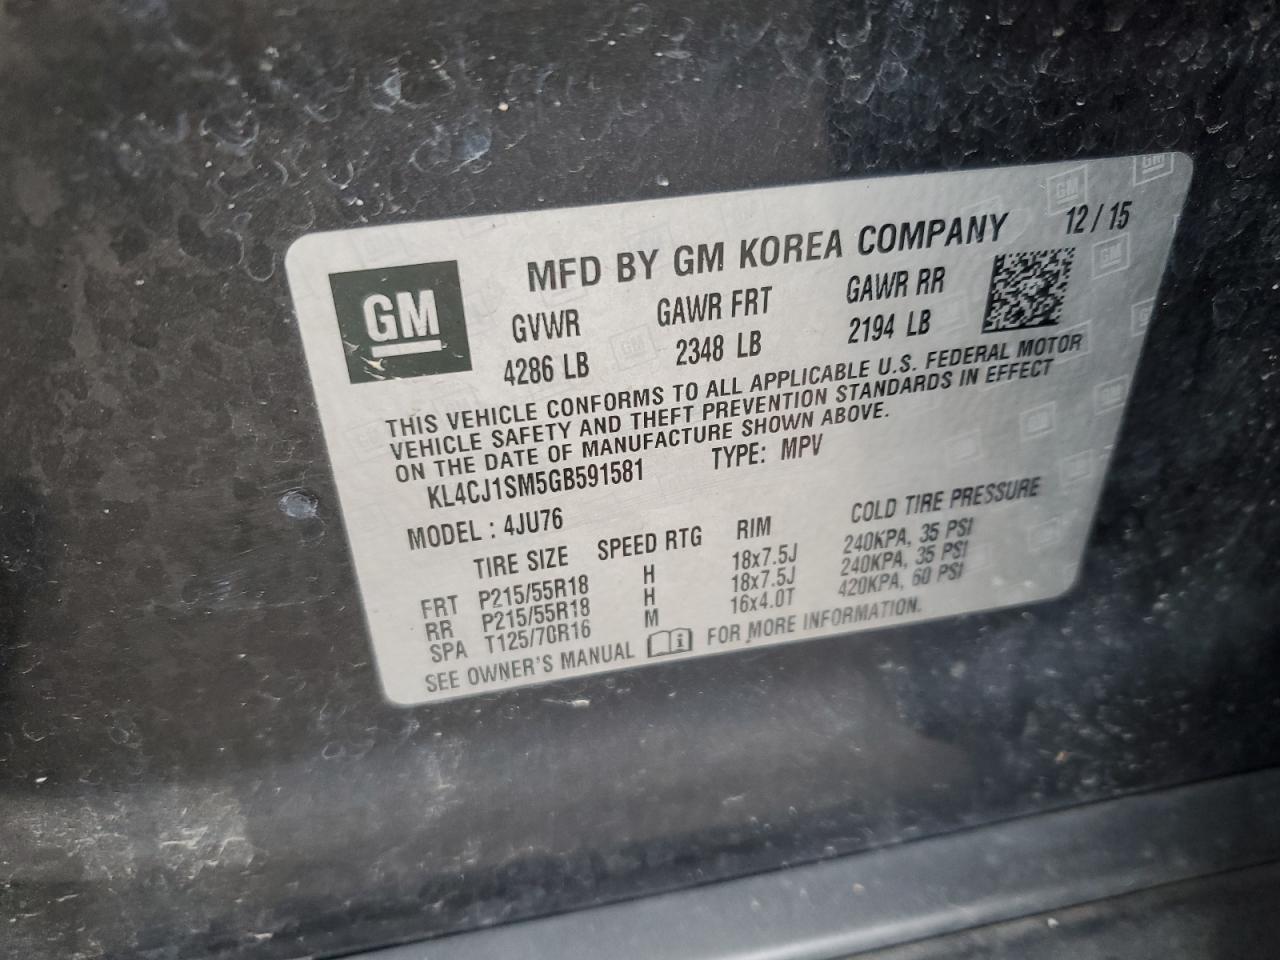 GM
MFD BY GM KOREA COMPANY 12/15
GVWR GAWR FRT GAWR RR
4286 LB 2348 LB 2194 LB
THIS VEHICLE CONFORMS TO ALL APPLICABLE U.S. FEDERAL MOTOR
VEHICLE SAFETY AND THEFT PREVENTION STANDARDS IN EFFECT
ON THE DATE OF MANUFACTURE SHOWN ABOVE.
KL4CJ1SM5GB591581 TYPE: MPV
MODEL : 4JU76
TIRE SIZE SPEED RTG RIM COLD TIRE PRESSURE
FRT P215/55R18 H 18x7.5J 240KPA, 35 PSI
RR P215/55R18 H 18x7.5J 240KPA, 35 PSI
SPA T125/70R16 M 16x4.0T 420KPA, 60 PSI
SEE OWNER'S MANUAL FOR MORE INFORMATION.